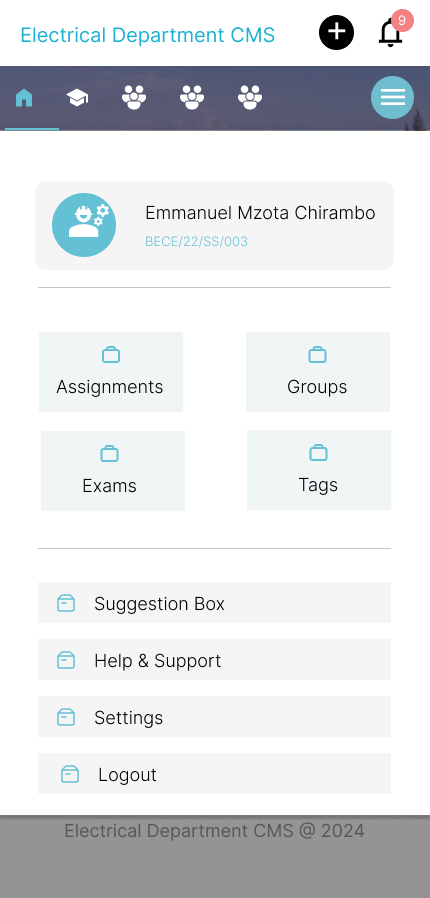 Electrical Department CMS
9
Emmanuel Mzota Chirambo
BECE/22/SS/003
Assignments
Groups
Exams
Tags
Suggestion Box
Help & Support
Settings
Logout
Electrical Department CMS @ 2024